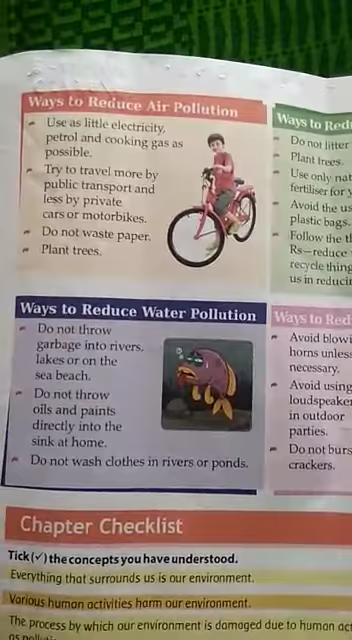 Ways to Reduce Air Pollution
Use as little electricity,
petrol and cooking gas as
possible.
Try to travel more by
public transport and
less by private
cars or motorbikes.
Do not waste paper.
Plant trees.
Ways to Red
Do not litter
Plant trees.
Use only nat
fertiliser for y
Avoid the us
plastic bags.
Follow the th
Rs—reduce
recycle thing
us in reducin
Ways to Reduce Water Pollution
Do not throw
garbage into rivers,
lakes or on the
sea beach.
Do not throw
oils and paints
directly into the
sink at home.
Do not wash clothes in rivers or ponds.
Ways to Red
Avoid blowi
horns unless
necessary.
Avoid using
loudspeaker
in outdoor
parties.
Do not burs
crackers.
Chapter Checklist
Tick (✓) the concepts you have understood.
Everything that surrounds us is our environment.
Various human activities harm our environment.
The process by which our environment is damaged due to human act